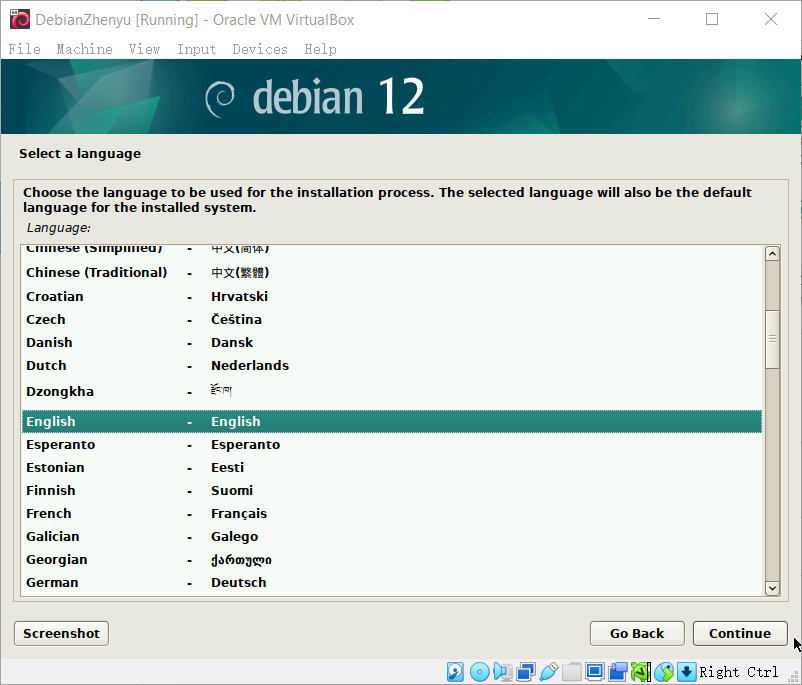 DebianZhenyu [Running] - Oracle VM VirtualBox
File Machine View Input Devices Help
debian 12
Select a language
Choose the language to be used for the installation process. The selected language will also be the default
language for the installed system.
Language:
Chinese (Simplified) - 中文(简体)
Chinese (Traditional) - 中文(繁體)
Croatian - Hrvatski
Czech - Čeština
Danish - Dansk
Dutch - Nederlands
Dzongkha - རྫོང་ཁ།
English - English
Esperanto - Esperanto
Estonian - Eesti
Finnish - Suomi
French - Français
Galician - Galego
Georgian - ქართული
German - Deutsch
Screenshot Go Back Continue
Right Ctrl